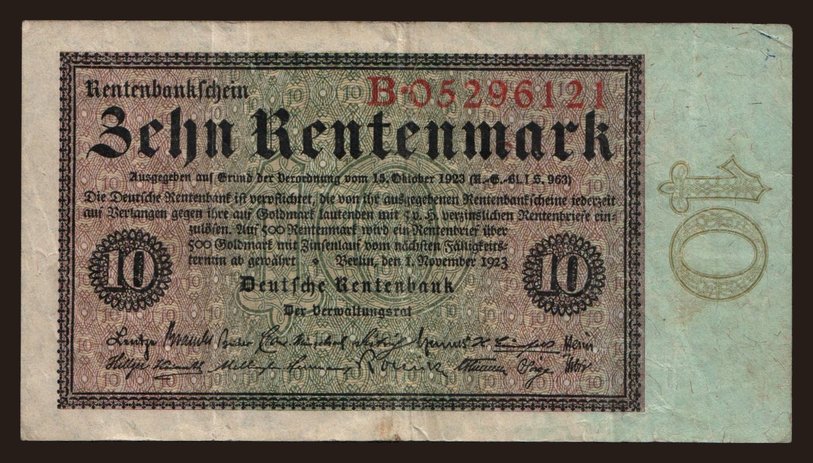 Rentenbankschein
B·05296121
Zehn Rentenmark
Ausgegeben auf Grund der Verordnung vom 15. Oktober 1923 (R.-G.-Bl. I S. 963)
Die Deutsche Rentenbank ist verpflichtet, die von ihr ausgegebenen Rentenbankscheine jederzeit
auf Verlangen gegen ihre auf Goldmark lautenden mit 5 v. H. verzinslichen Rentenbriefe ein-
zulösen. Auf 500 Rentenmark wird ein Rentenbrief über
500 Goldmark mit Zinsenlauf vom nächsten Fälligkeits-
termin ab gewährt * Berlin, den 1. November 1923
10
10
Deutsche Rentenbank
Der Verwaltungsrat
10